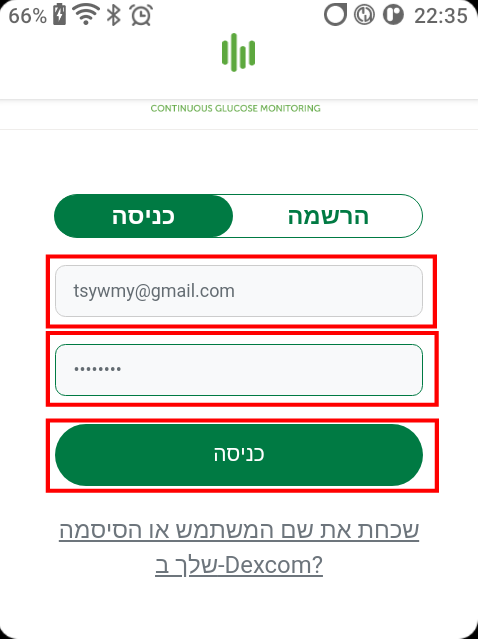 66% 22:35
CONTINUOUS GLUCOSE MONITORING
כניסה הרשמה
tsywmy@gmail.com
••••••••
כניסה
שכחת את שם המשתמש או הסיסמה
שלך ב-Dexcom?